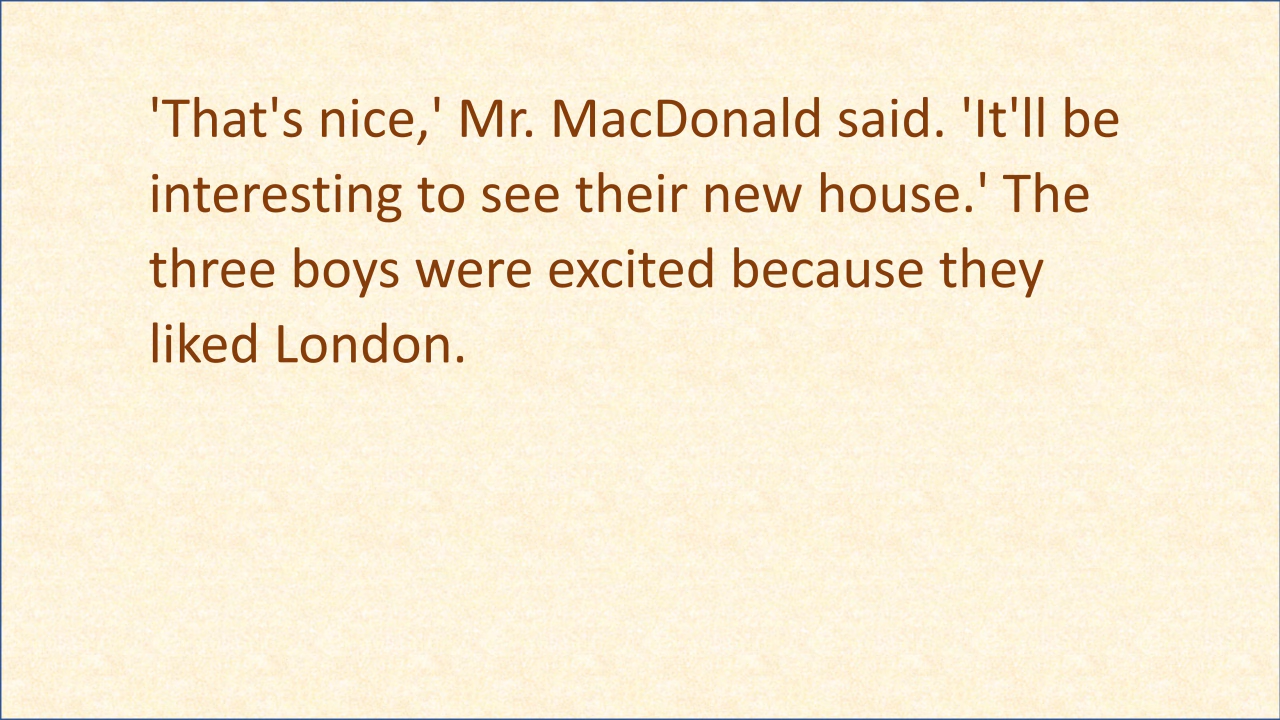 'That's nice,' Mr. MacDonald said. 'It'll be
interesting to see their new house.' The
three boys were excited because they
liked London.